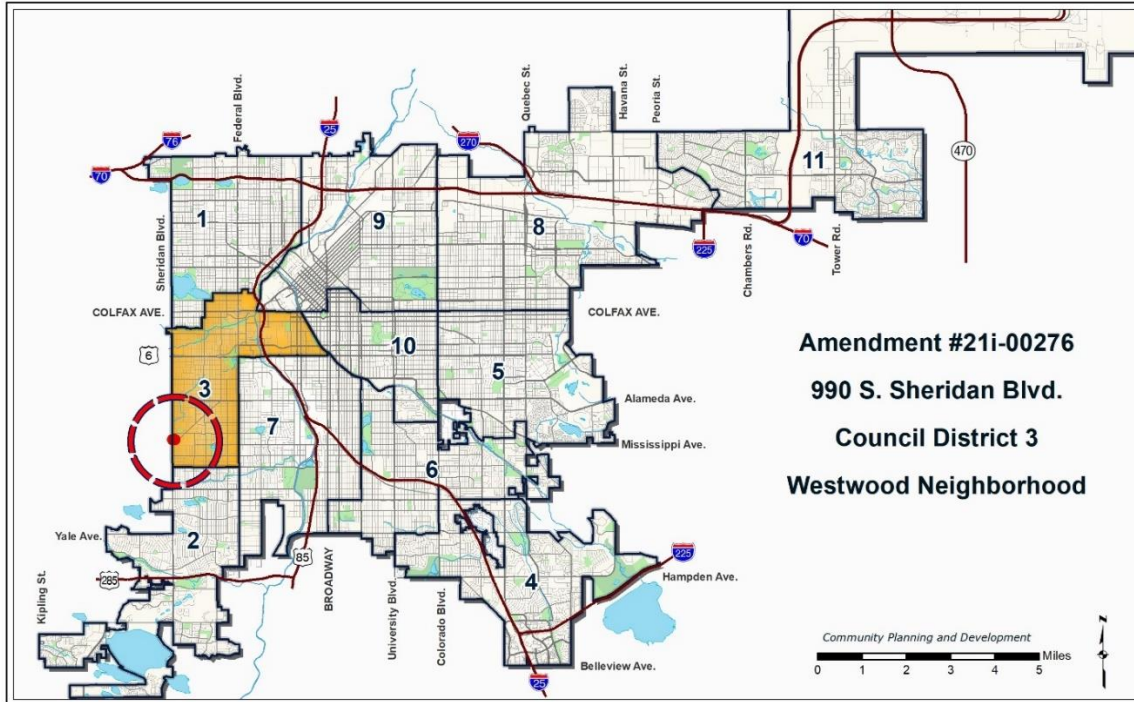 Federal Blvd.
Quebec St.
Havana St.
Peoria St.
76
25
270
70
470
11
1
9
8
Sheridan Blvd.
225
Chambers Rd.
70
Tower Rd.
COLFAX AVE.
COLFAX AVE.
6
10
5
3
7
Alameda Ave.
Mississippi Ave.
6
Amendment #21i-00276
990 S. Sheridan Blvd.
Council District 3
Westwood Neighborhood
Yale Ave.
2
85
BROADWAY
225
285
4
Hampden Ave.
Kipling St.
University Blvd.
Colorado Blvd.
Belleview Ave.
25
Community Planning and Development
Miles
0 1 2 3 4 5
N